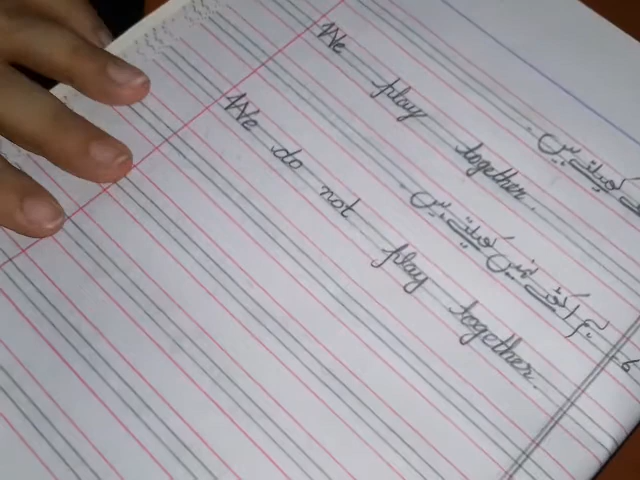 کھیلتے ہیں ۔
We play together.
ہم اکٹھے نہیں کھیلتے ہیں ۔
We do not play together.